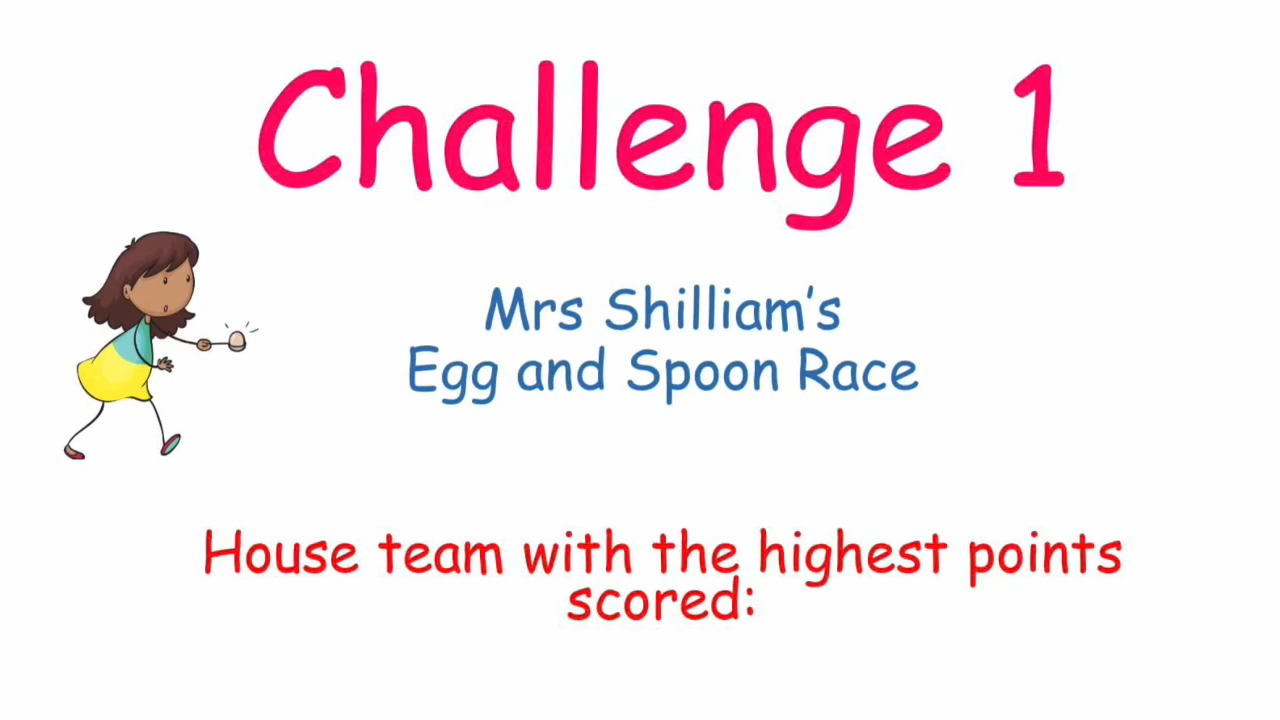 Challenge 1
Mrs Shilliam's
Egg and Spoon Race
House team with the highest points
scored: